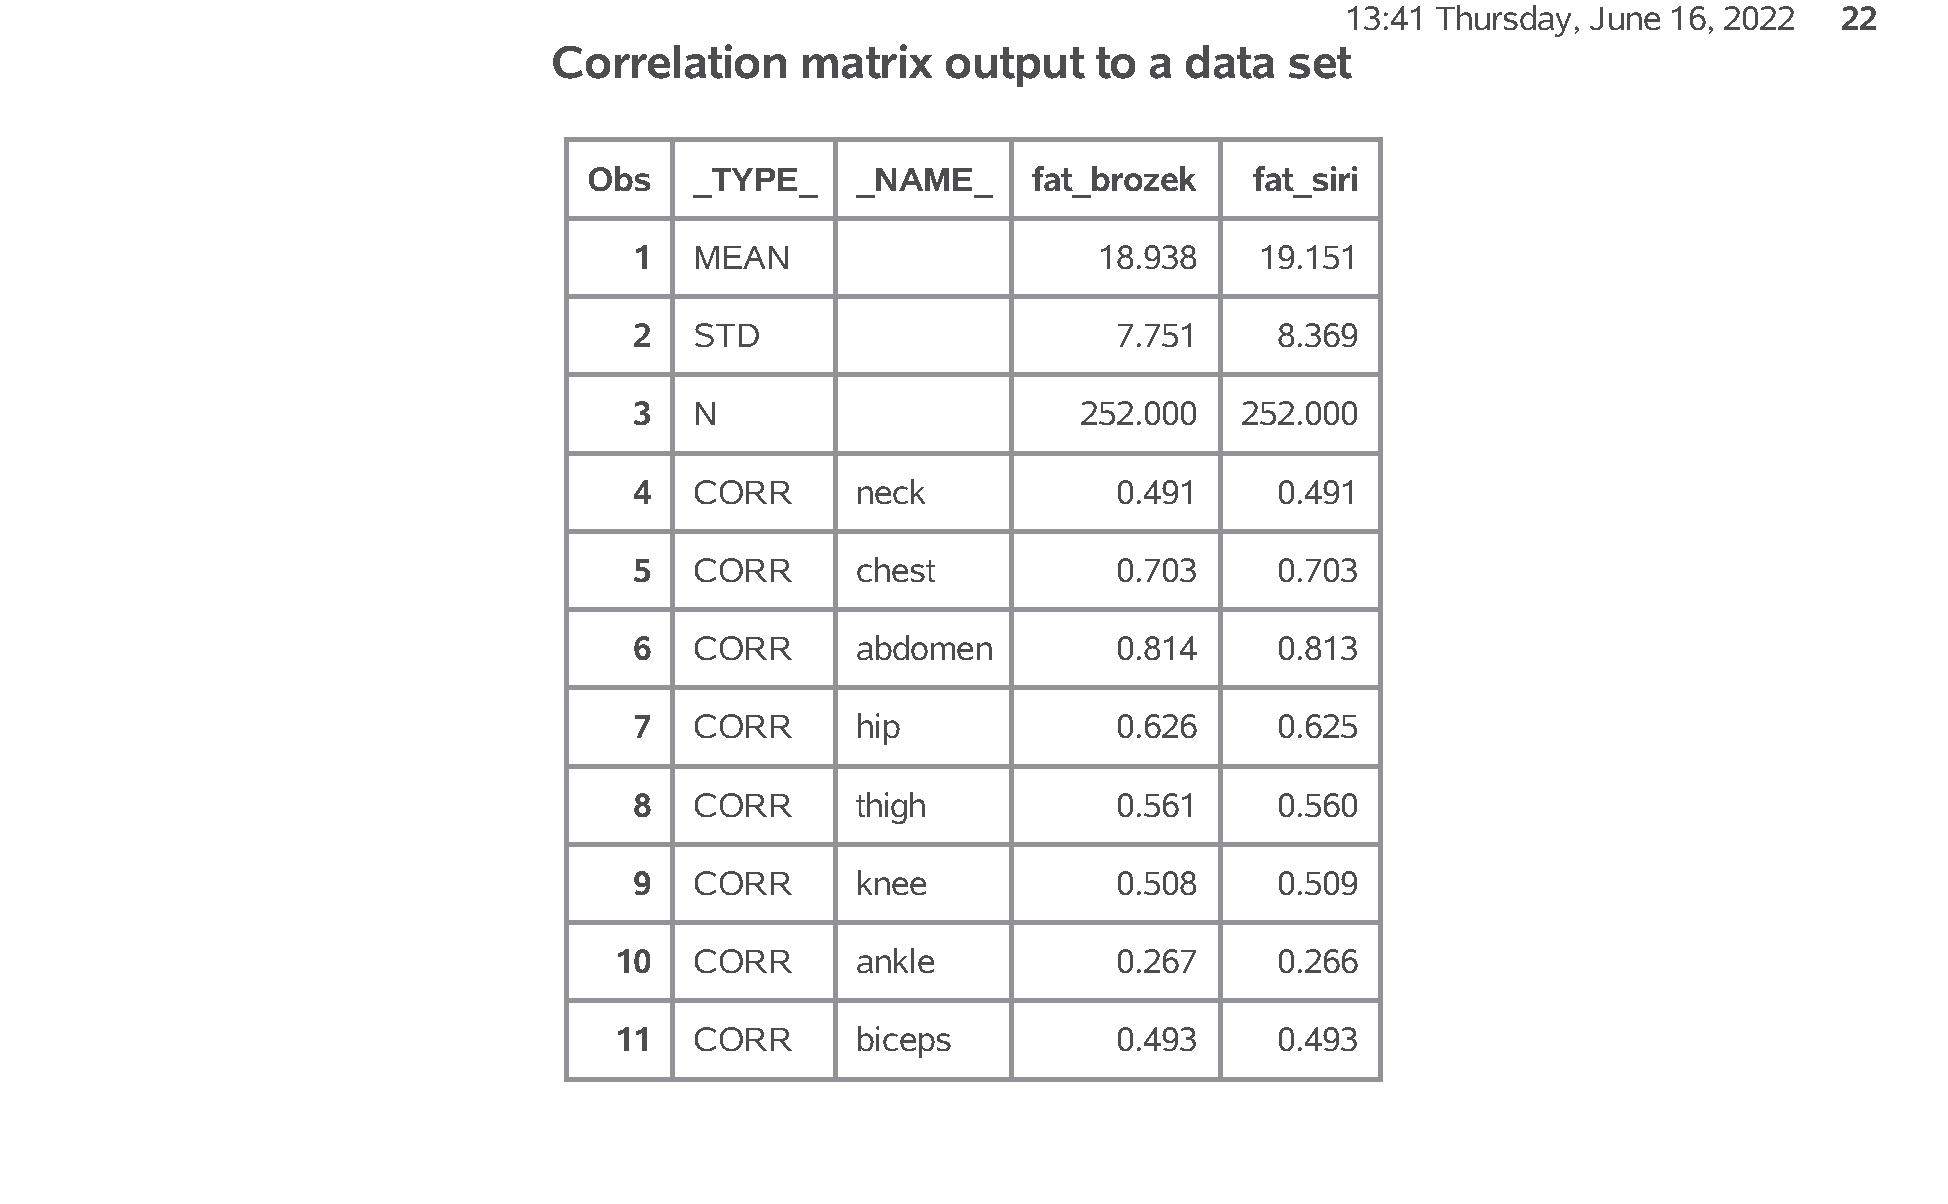 13:41 Thursday, June 16, 2022 22
Correlation matrix output to a data set
Obs _TYPE_ _NAME_ fat_brozek fat_siri
1 MEAN 18.938 19.151
2 STD 7.751 8.369
3 N 252.000 252.000
4 CORR neck 0.491 0.491
5 CORR chest 0.703 0.703
6 CORR abdomen 0.814 0.813
7 CORR hip 0.626 0.625
8 CORR thigh 0.561 0.560
9 CORR knee 0.508 0.509
10 CORR ankle 0.267 0.266
11 CORR biceps 0.493 0.493